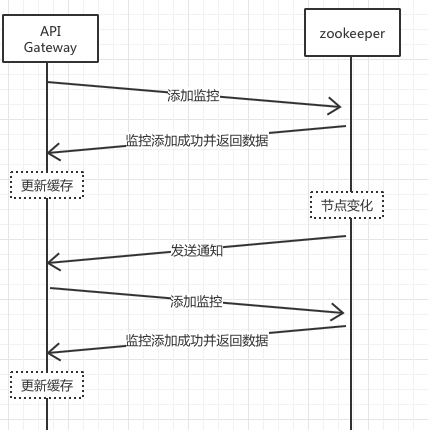 API
Gateway
zookeeper
添加监控
监控添加成功并返回数据
更新缓存
节点变化
发送通知
添加监控
监控添加成功并返回数据
更新缓存